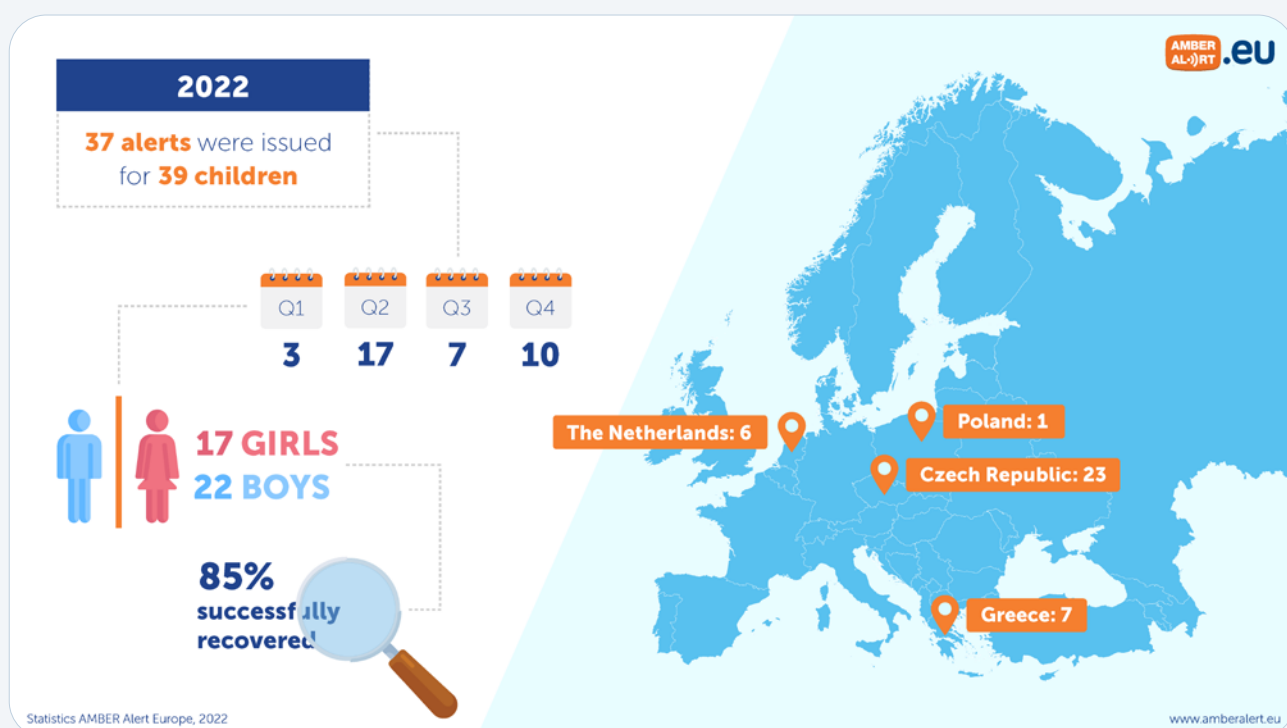 2022
37 alerts were issued
for 39 children
AMBER
AL))RT.eu
Q1
Q2
Q3
Q4
3
17
7
10
17 GIRLS
22 BOYS
85%
successfully
recovered
The Netherlands: 6
Poland: 1
Czech Republic: 23
Greece: 7
Statistics AMBER Alert Europe, 2022
www.amberalert.eu